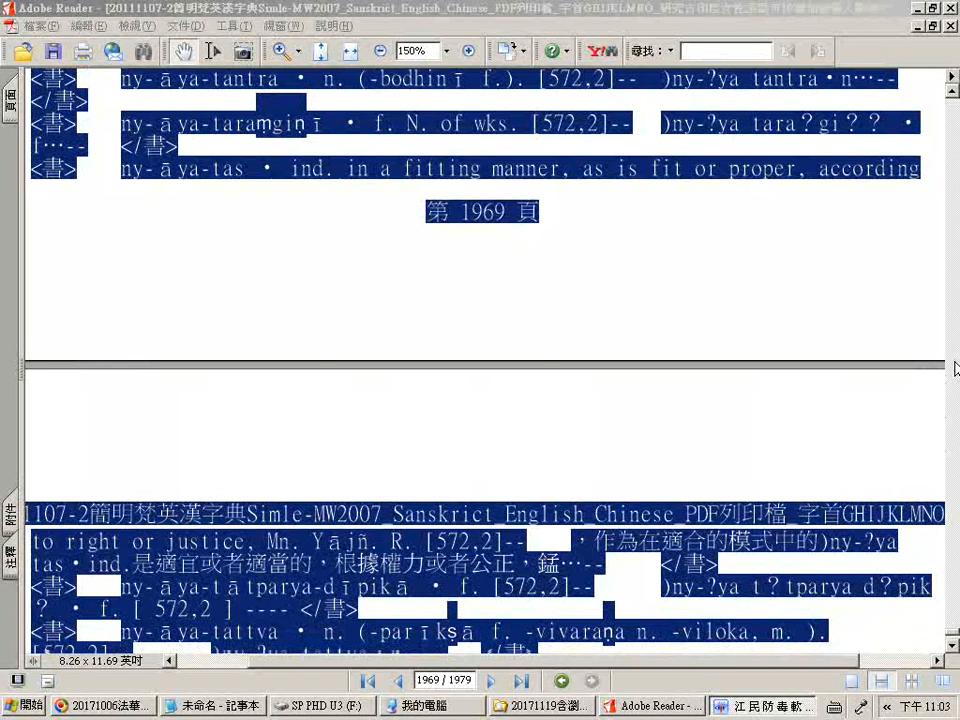 Adobe Reader - [20111107-2簡明梵英漢字典Simle-MW2007_Sanskrict_English_Chinese_PDF列印檔_字首GHIJKLMNO_
檔案(F) 編輯(E) 檢視(V) 文件(D) 工具(T) 視窗(W) 說明(H)
150% 尋找：
頁面
<書> ny-āya-tantra • n. (-bodhinī f.). [572,2]-- )ny-?ya tantra•n…--
</書>
<書> ny-āya-taraṃgiṇī • f. N. of wks. [572,2]-- )ny-?ya tara？gi？？ •
f…-- </書>
<書> ny-āya-tas • ind. in a fitting manner, as is fit or proper, according
第 1969 頁
1107-2簡明梵英漢字典Simle-MW2007_Sanskrict_English_Chinese_PDF列印檔_字首GHIJKLMNO
附件
to right or justice, Mn. Yājñ. R. [572,2]-- ，作為在適合的模式中的)ny-?ya
tas•ind.是適宜或者適當的，根據權力或者公正，錳…-- </書>
注釋
<書> ny-āya-tātparya-dīpikā • f. [572,2]-- )ny-?ya t？tparya d？pik
？ • f. [ 572,2 ] ---- </書>
<書> ny-āya-tattva • n. (-parīkṣā f. -vivaraṇa n. -viloka, m. ).
8.26 x 11.69 英吋
1969 / 1979
開始 20171006法華... 未命名 - 記事本 SP PHD U3 (F:) 我的電腦 20171119含瀏... Adobe Reader -... 江民防毒軟... 下午 11:03